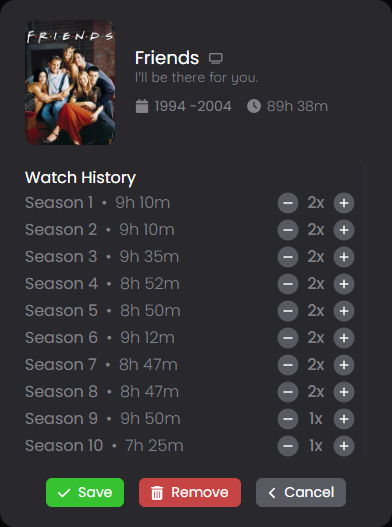 F·R·I·E·N·D·S
Friends
I'll be there for you.
1994 -2004 89h 38m
Watch History
Season 1 • 9h 10m − 2x +
Season 2 • 9h 10m − 2x +
Season 3 • 9h 35m − 2x +
Season 4 • 8h 52m − 2x +
Season 5 • 8h 50m − 2x +
Season 6 • 9h 12m − 2x +
Season 7 • 8h 47m − 2x +
Season 8 • 8h 47m − 2x +
Season 9 • 9h 50m − 1x +
Season 10 • 7h 25m − 1x +
Save Remove Cancel